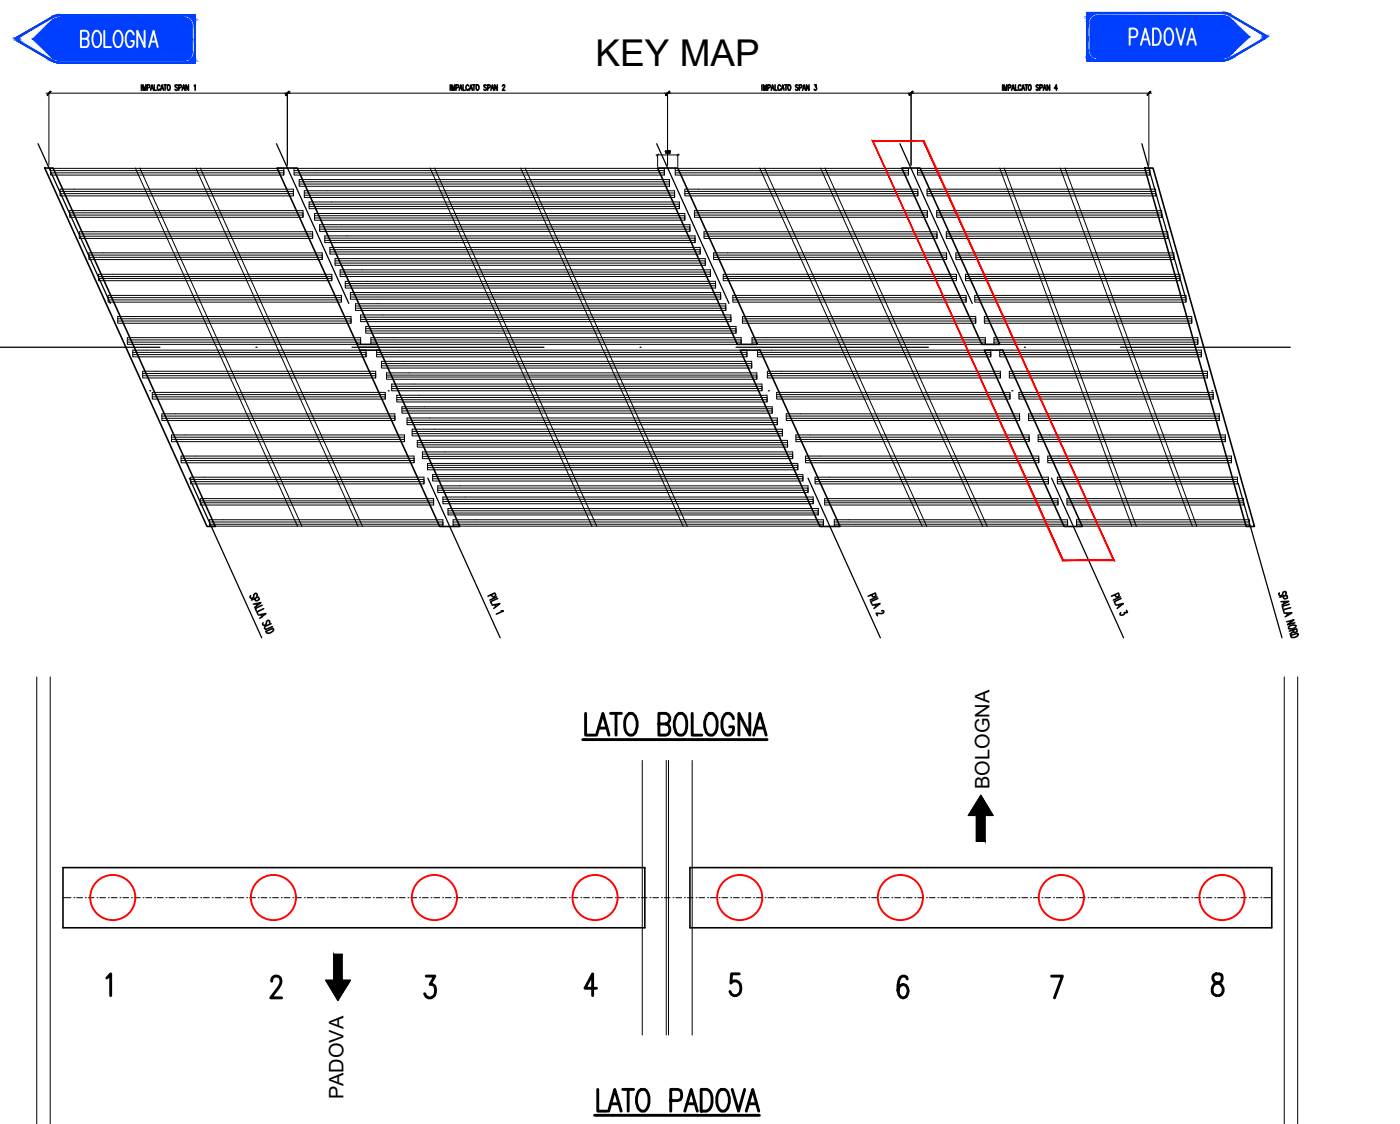 BOLOGNA
KEY MAP
PADOVA
IMPALCATO SPAN 1
IMPALCATO SPAN 2
IMPALCATO SPAN 3
IMPALCATO SPAN 4
SPALLA SUD
PILA 1
PILA 2
PILA 3
SPALLA NORD
LATO BOLOGNA
BOLOGNA
1
2
3
4
5
6
7
8
PADOVA
LATO PADOVA